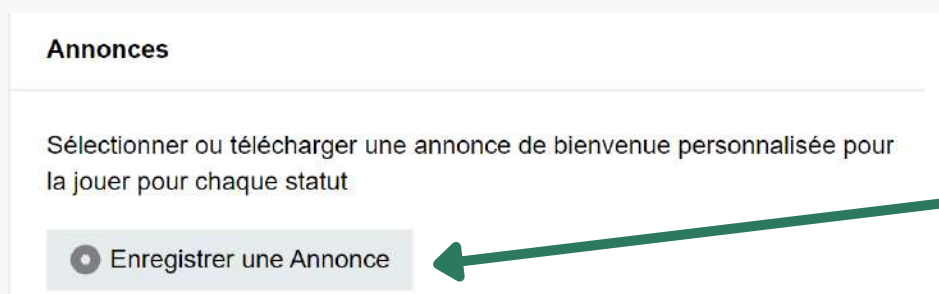 Annonces
Sélectionner ou télécharger une annonce de bienvenue personnalisée pour
la jouer pour chaque statut
Enregistrer une Annonce